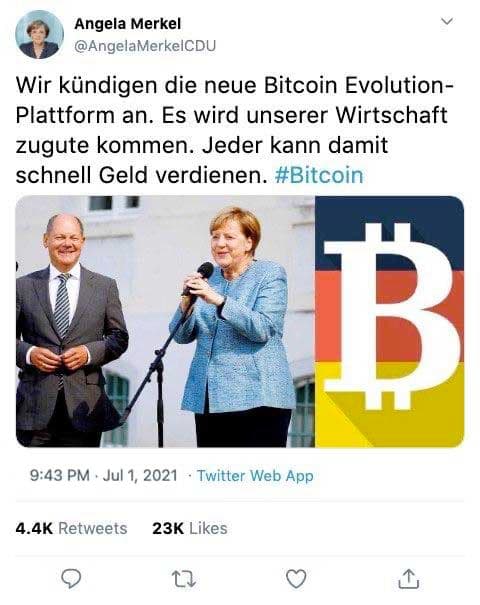 Angela Merkel
@AngelaMerkelCDU
Wir kündigen die neue Bitcoin Evolution-
Plattform an. Es wird unserer Wirtschaft
zugute kommen. Jeder kann damit
schnell Geld verdienen. #Bitcoin
9:43 PM · Jul 1, 2021 · Twitter Web App
4.4K Retweets 23K Likes